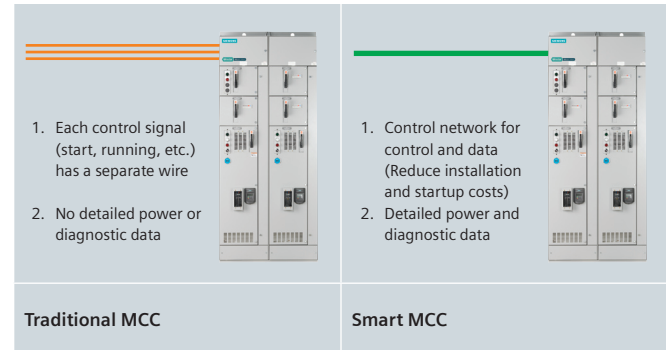 SIEMENS
1. Each control signal
(start, running, etc.)
has a separate wire
2. No detailed power or
diagnostic data
SIEMENS
1. Control network for
control and data
(Reduce installation
and startup costs)
2. Detailed power and
diagnostic data
Traditional MCC
Smart MCC